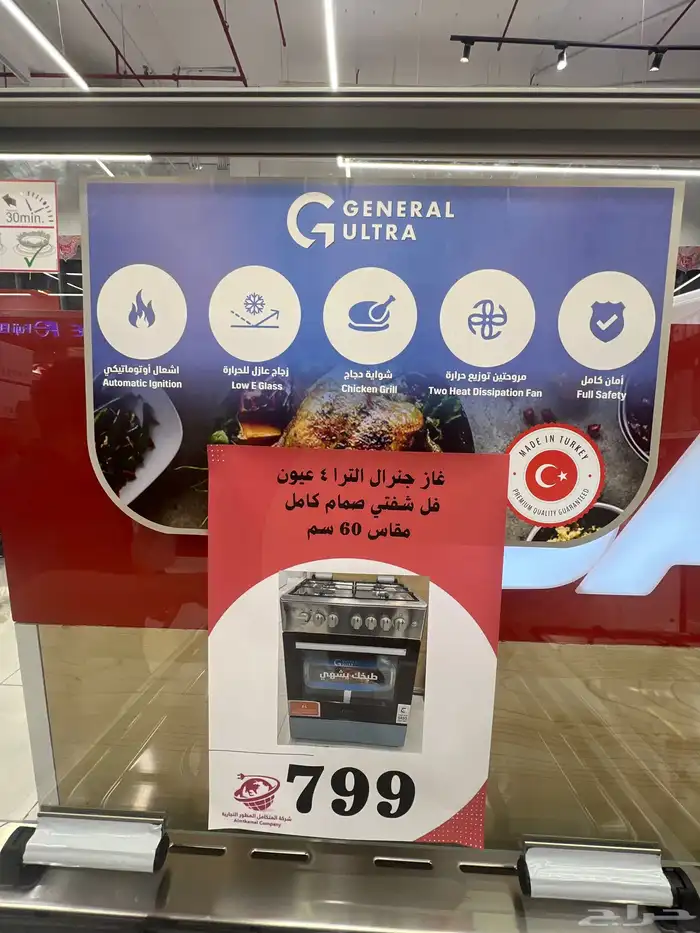 30min.
GENERAL
ULTRA
اشعال أوتوماتيكي
Automatic Ignition
زجاج عازل للحرارة
Low E Glass
شواية دجاج
Chicken Grill
مروحتين توزيع حرارة
Two Heat Dissipation Fan
أمان كامل
Full Safety
MADE IN TURKEY
PREMIUM QUALITY GUARANTEED
غاز جنرال الترا ٤ عيون
فل شفتي صمام كامل
مقاس 60 سم
طبخك يشهي
799
شركة المتكامل المطور التجارية
حراج